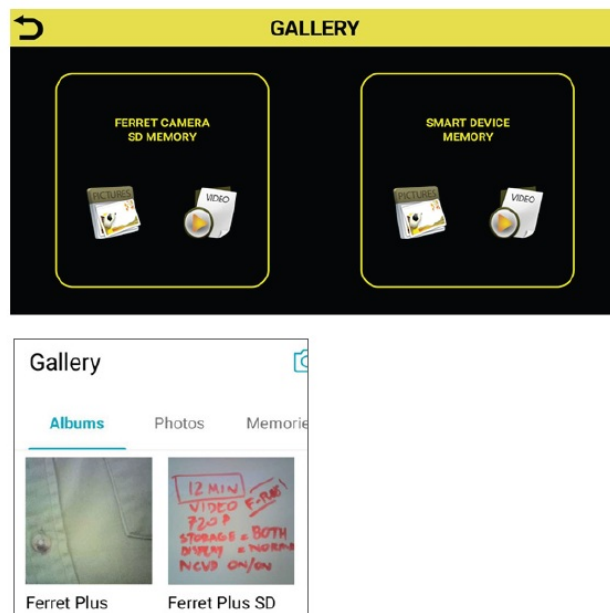 GALLERY
FERRET CAMERA
SD MEMORY
PICTURES
VIDEO
SMART DEVICE
MEMORY
PICTURES
VIDEO
Gallery
Albums
Photos
Memorie
12 MIN
VIDEO
720P
STORAGE = BOTH
DISPLAY = NORMA
NCVD ON/ON
Ferret Plus
Ferret Plus SD